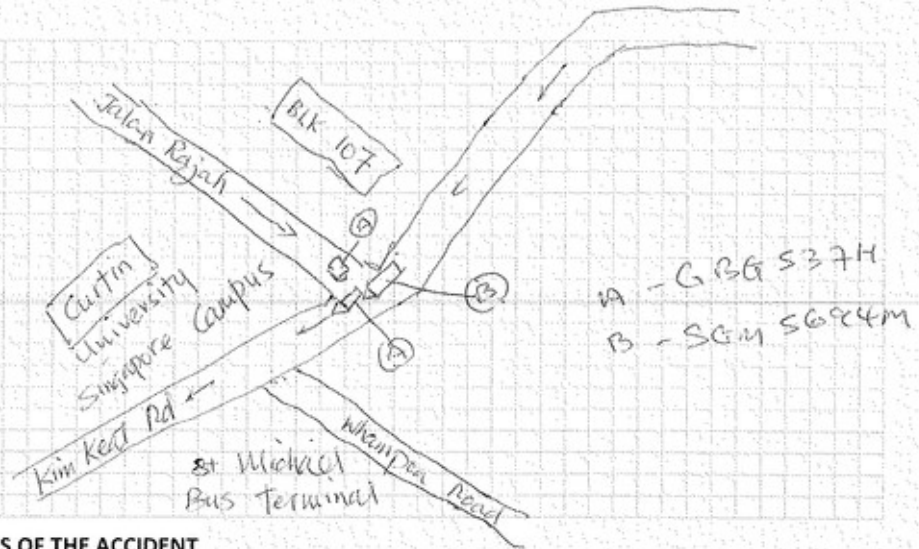 BLK 107
Jalan Rajah
Curtin
University
Singapore Campus
A
B
A
A - GBG 537H
B - SGM 5694M
Kim Keat Rd
St Michael
Bus Terminal
Whampoa Road
S OF THE ACCIDENT